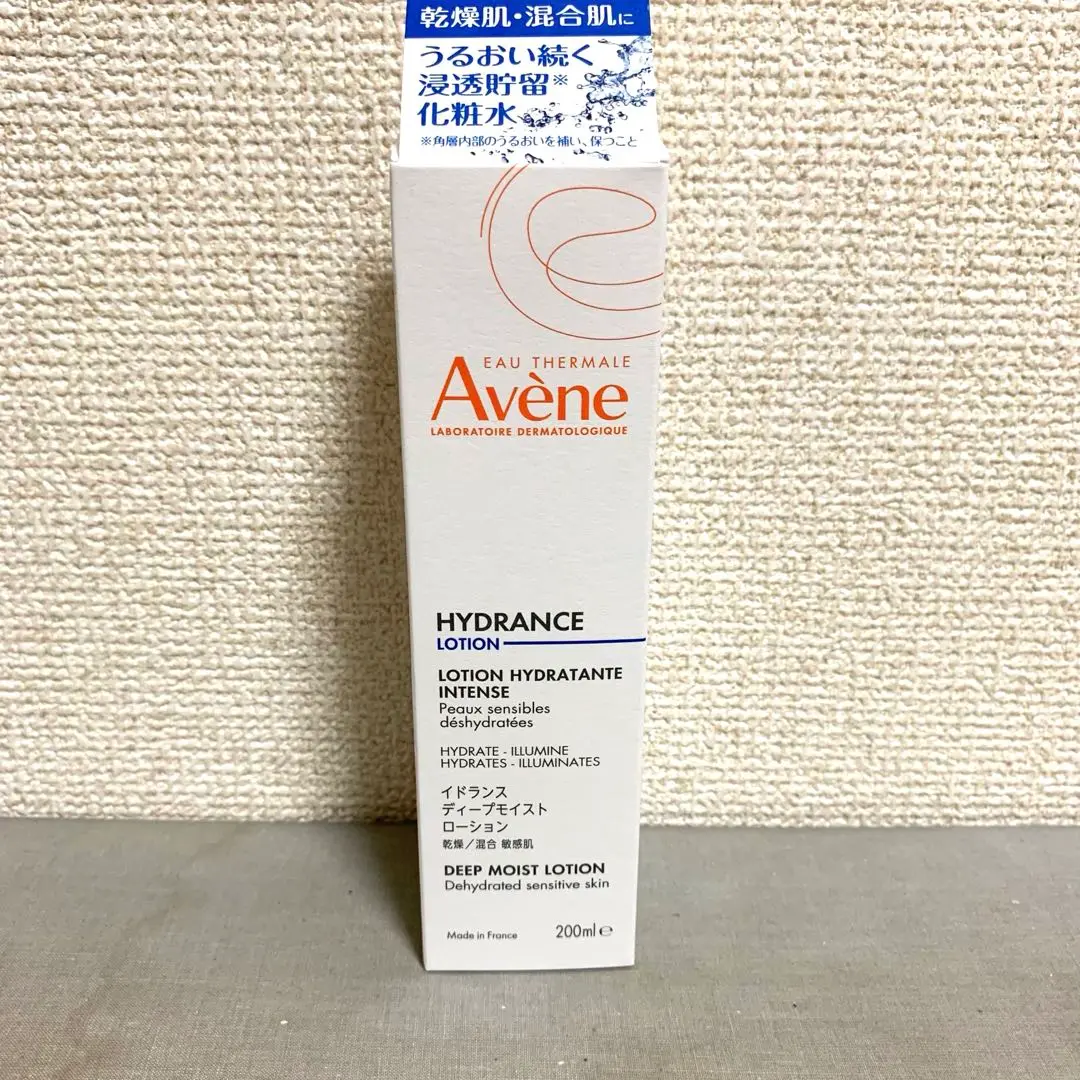 乾燥肌・混合肌に
うるおい続く
浸透貯留※
化粧水
※角層内部のうるおいを補い、保つこと
EAU THERMALE
Avène
LABORATOIRE DERMATOLOGIQUE
HYDRANCE
LOTION
LOTION HYDRATANTE
INTENSE
Peaux sensibles
déshydratées
HYDRATE - ILLUMINE
HYDRATES - ILLUMINATES
イドランス
ディープモイスト
ローション
乾燥／混合 敏感肌
DEEP MOIST LOTION
Dehydrated sensitive skin
Made in France 200ml℮